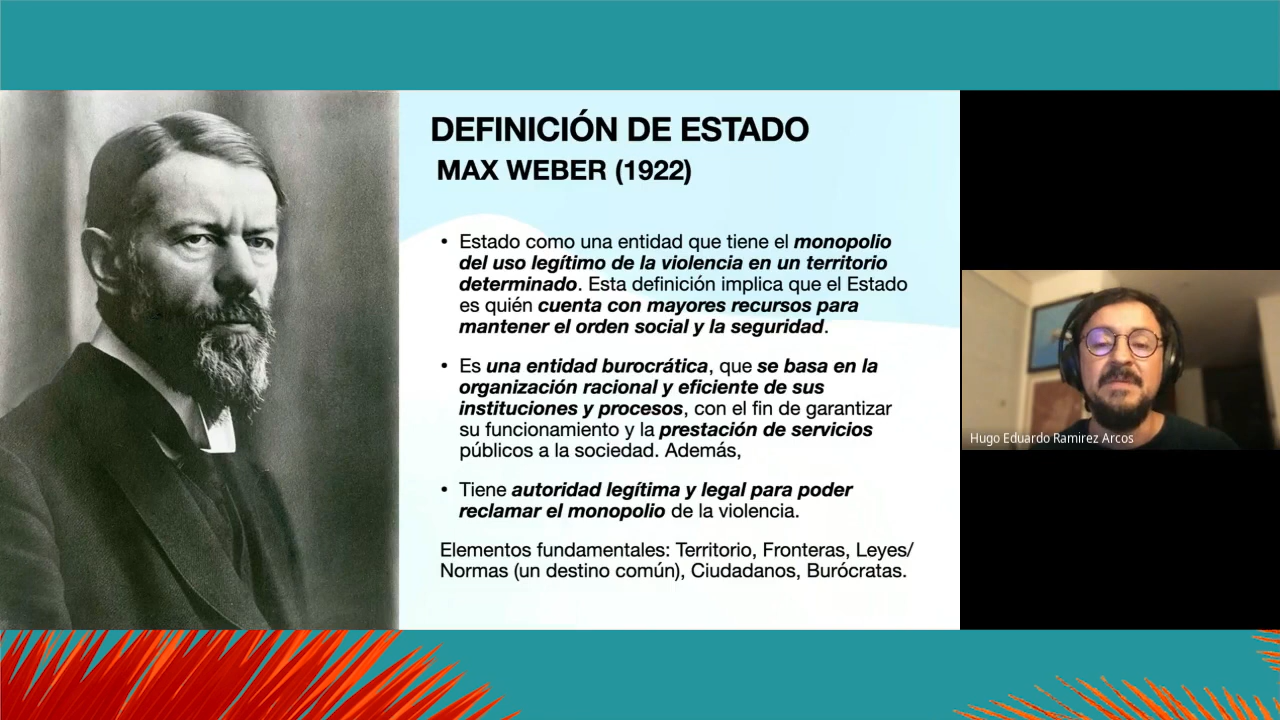 DEFINICIÓN DE ESTADO
MAX WEBER (1922)
• Estado como una entidad que tiene el monopolio
del uso legítimo de la violencia en un territorio
determinado. Esta definición implica que el Estado
es quién cuenta con mayores recursos para
mantener el orden social y la seguridad.
• Es una entidad burocrática, que se basa en la
organización racional y eficiente de sus
instituciones y procesos, con el fin de garantizar
su funcionamiento y la prestación de servicios
públicos a la sociedad. Además,
• Tiene autoridad legítima y legal para poder
reclamar el monopolio de la violencia.
Elementos fundamentales: Territorio, Fronteras, Leyes/
Normas (un destino común), Ciudadanos, Burócratas.
Hugo Eduardo Ramirez Arcos